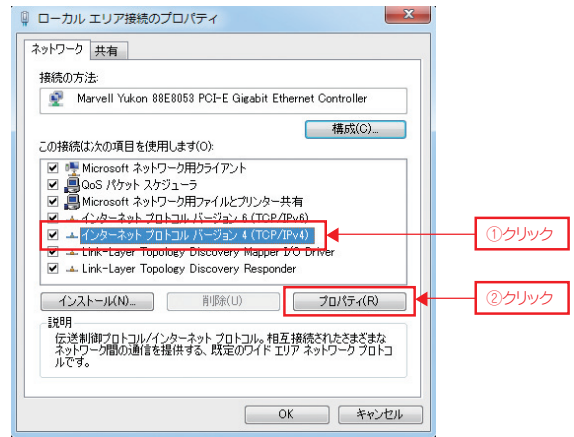 ローカル エリア接続のプロパティ
ネットワーク 共有
接続の方法:
Marvell Yukon 88E8053 PCI-E Gigabit Ethernet Controller
構成(C)...
この接続は次の項目を使用します(O):
Microsoft ネットワーク用クライアント
QoS パケット スケジューラ
Microsoft ネットワーク用ファイルとプリンター共有
インターネット プロトコル バージョン 6 (TCP/IPv6)
インターネット プロトコル バージョン 4 (TCP/IPv4)
①クリック
Link-Layer Topology Discovery Mapper I/O Driver
Link-Layer Topology Discovery Responder
インストール(N)... 削除(U) プロパティ(R)
②クリック
説明
伝送制御プロトコル/インターネット プロトコル。相互接続されたさまざまな
ネットワーク間の通信を提供する、既定のワイド エリア ネットワーク プロトコ
ルです。
OK キャンセル